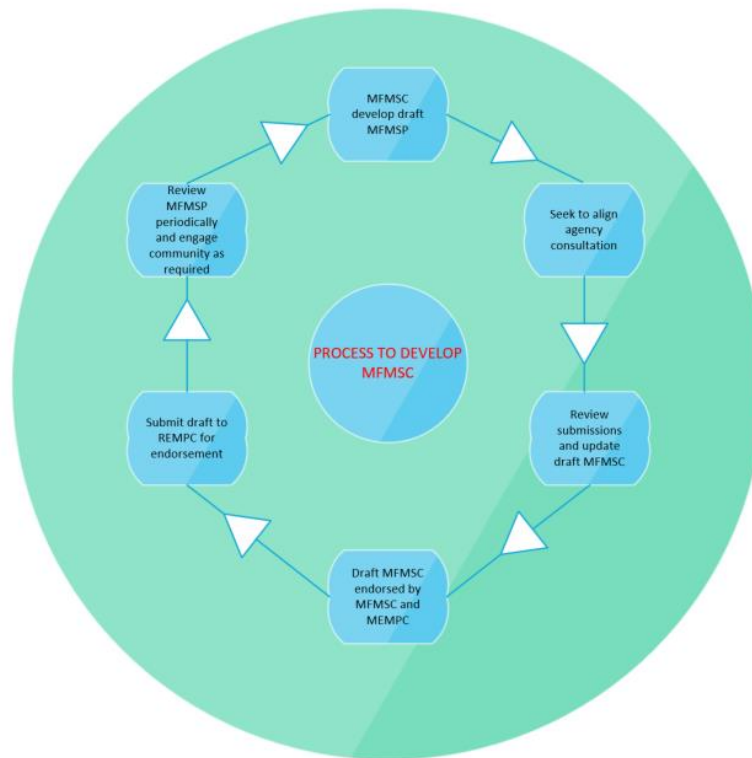 MFMSC
develop draft
MFMSP
Seek to align
agency
consultation
Review
submissions
and update
draft MFMSC
Draft MFMSC
endorsed by
MFMSC and
MEMPC
Submit draft to
REMPC for
endorsement
Review
MFMSP
periodically
and engage
community as
required
PROCESS TO DEVELOP
MFMSC